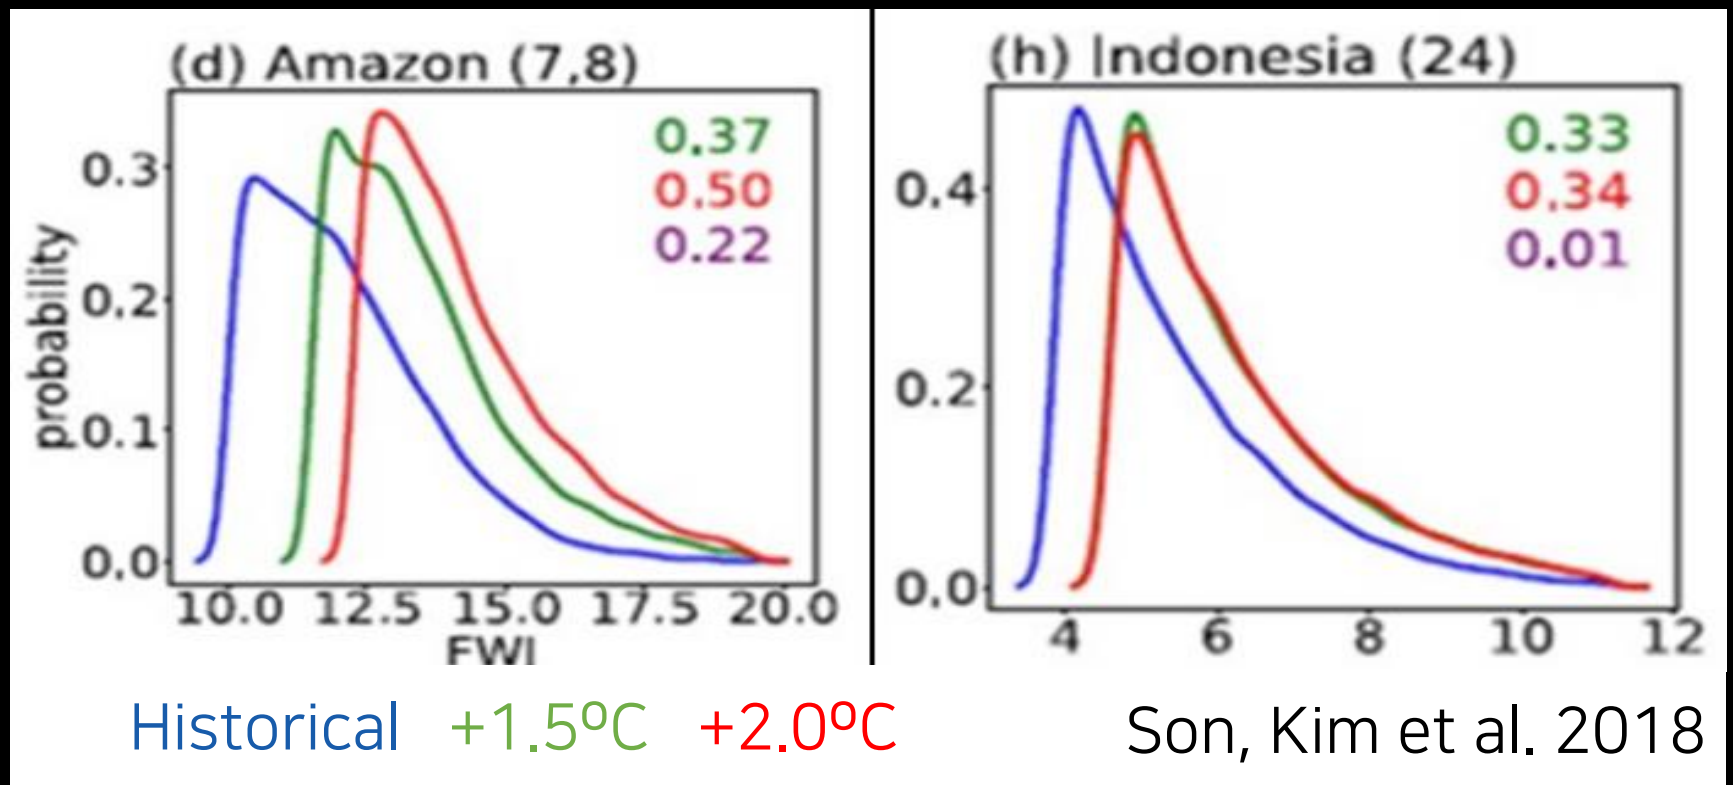 (d) Amazon (7,8)
0.37
0.50
0.22
probability
0.3
0.2
0.1
0.0
10.0 12.5 15.0 17.5 20.0
FWI
(h) Indonesia (24)
0.33
0.34
0.01
0.4
0.2
0.0
4 6 8 10 12
Historical +1.5ºC +2.0ºC
Son, Kim et al. 2018